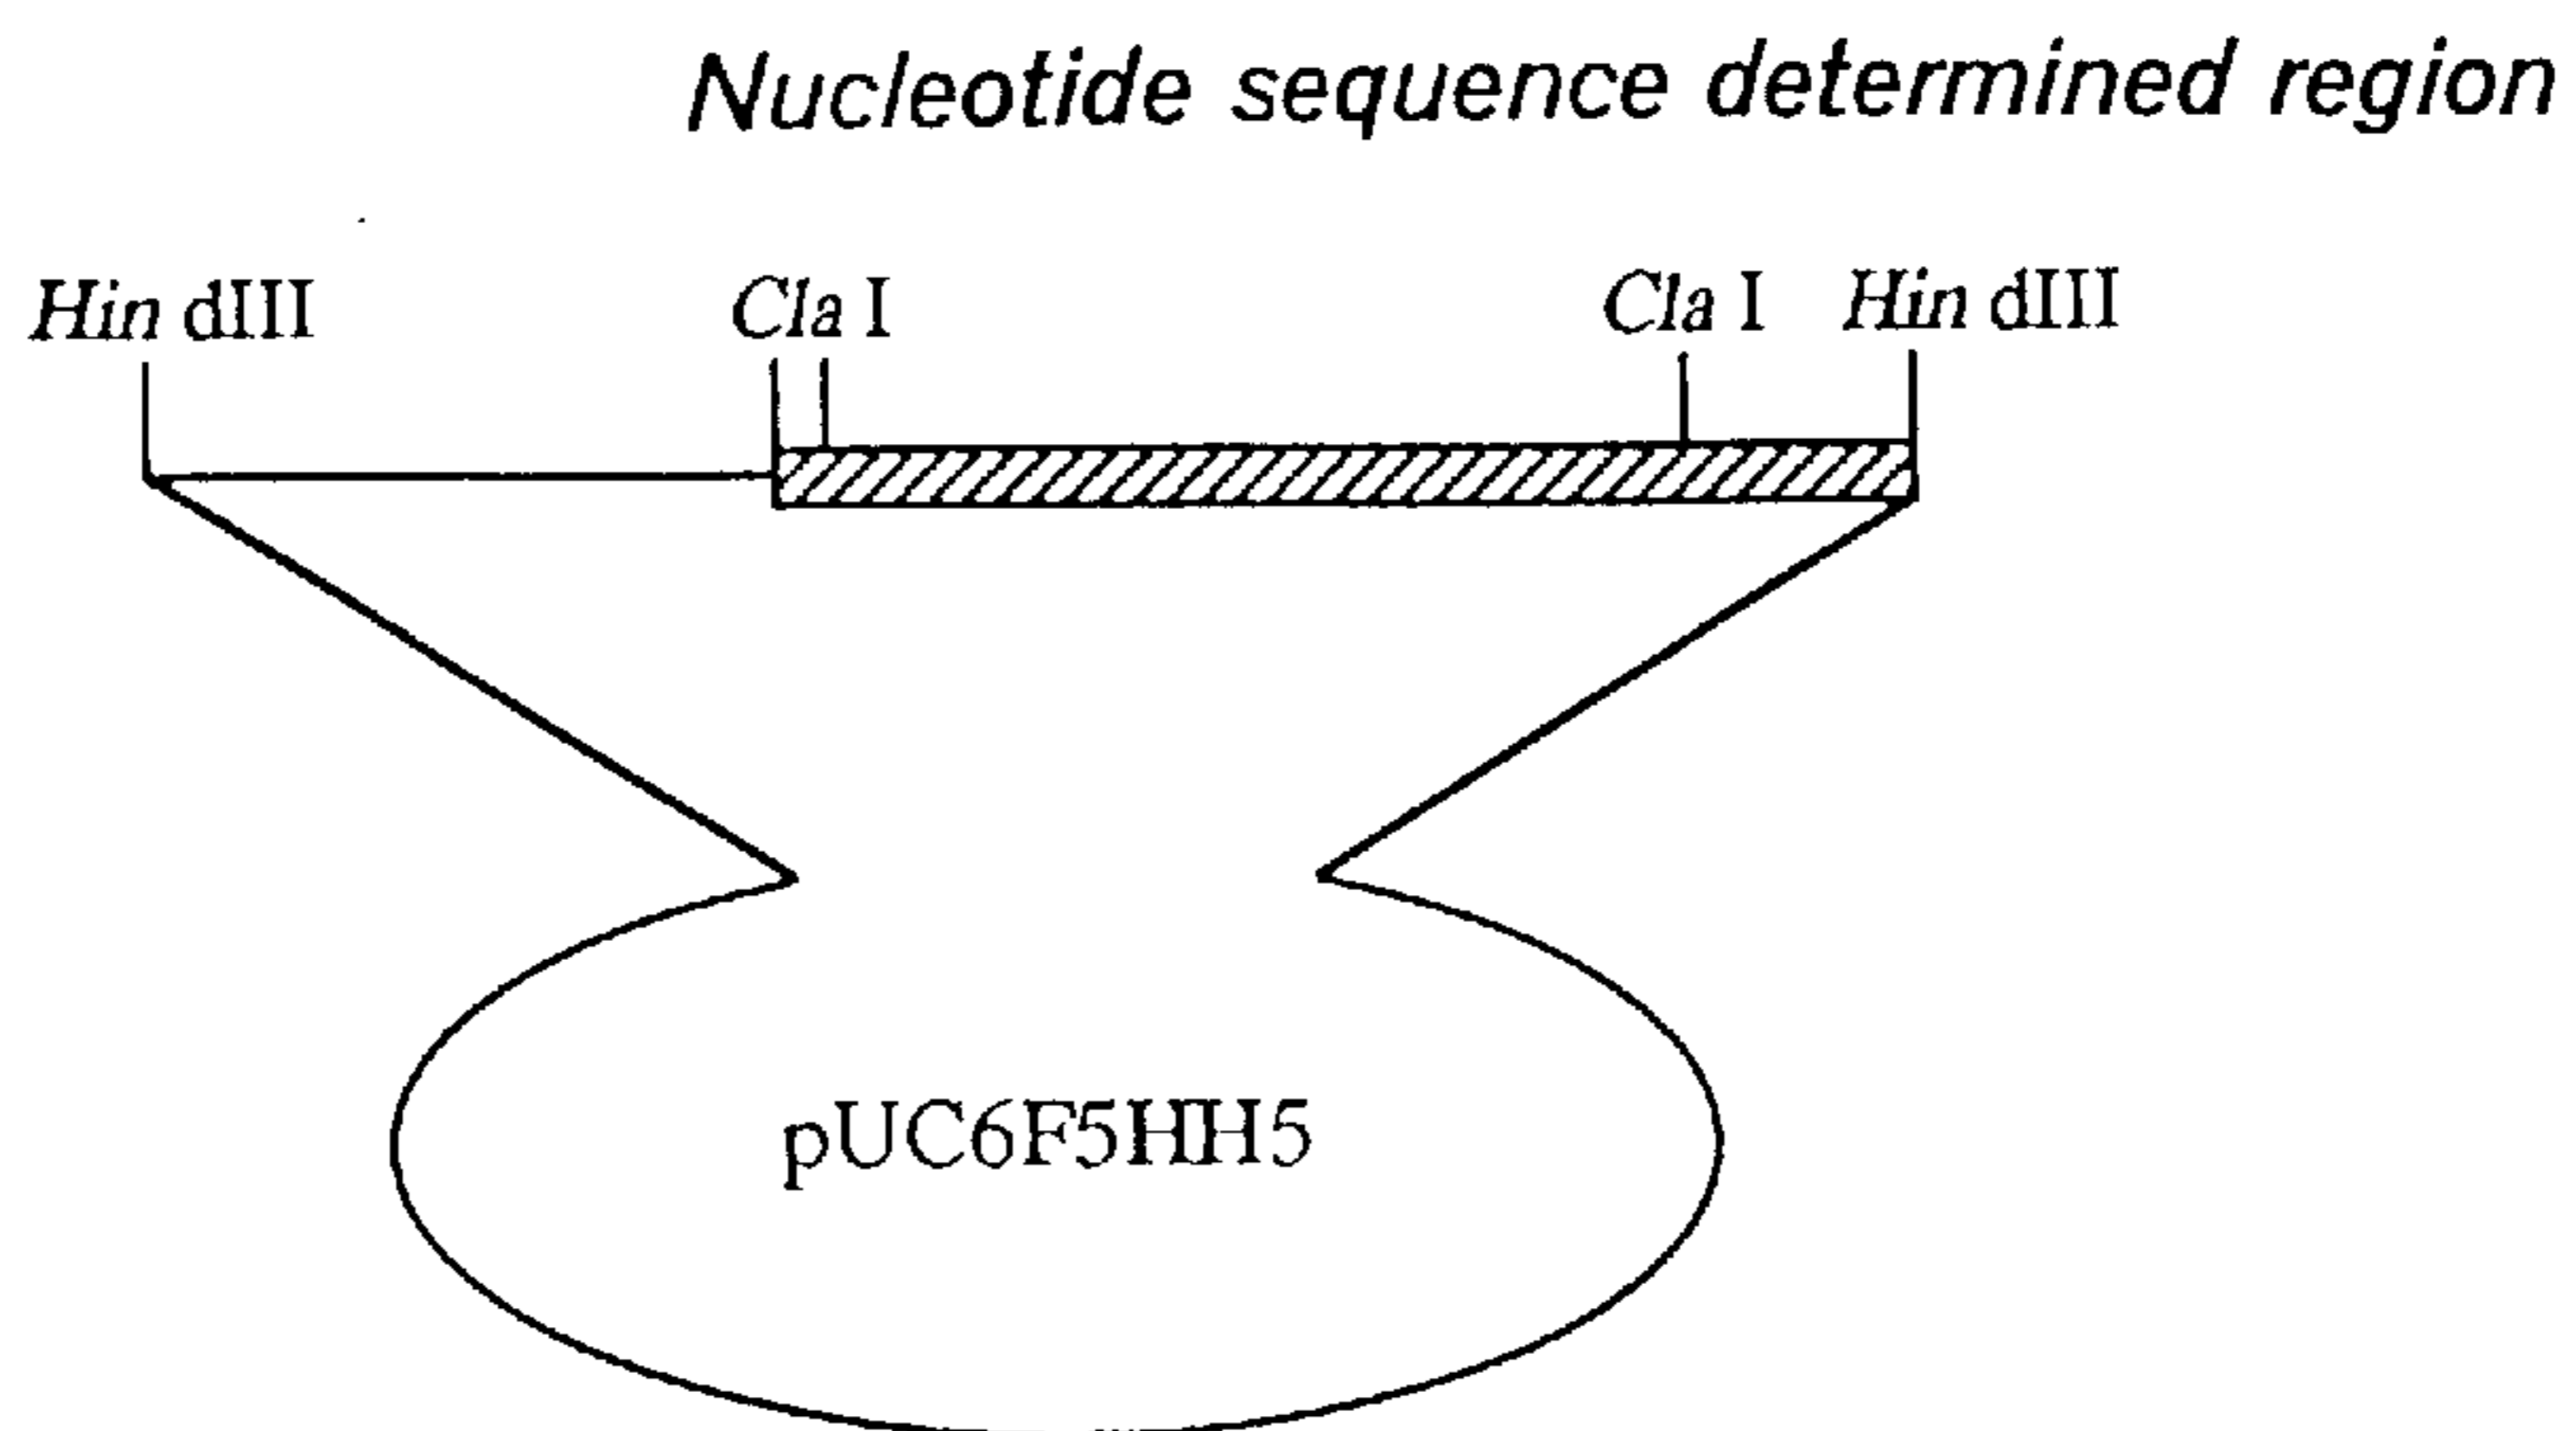 Nucleotide sequence determined region
Hin dIII Cla I Cla I Hin dIII
pUC6F5HH5